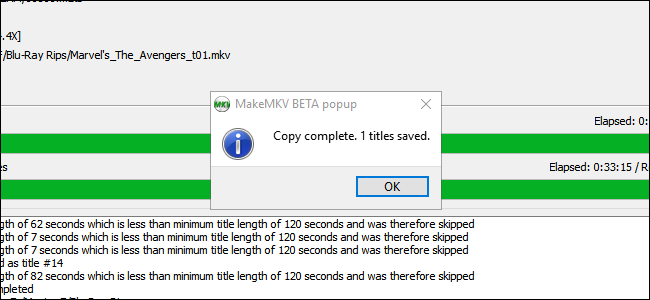 .4X]
/Blu-Ray Rips/Marvel's_The_Avengers_t01.mkv
MKV
MakeMKV BETA popup
Copy complete. 1 titles saved.
OK
Elapsed: 0:
es
Elapsed: 0:33:15 / R
gth of 62 seconds which is less than minimum title length of 120 seconds and was therefore skipped
gth of 7 seconds which is less than minimum title length of 120 seconds and was therefore skipped
gth of 7 seconds which is less than minimum title length of 120 seconds and was therefore skipped
d as title #14
gth of 82 seconds which is less than minimum title length of 120 seconds and was therefore skipped
mpleted